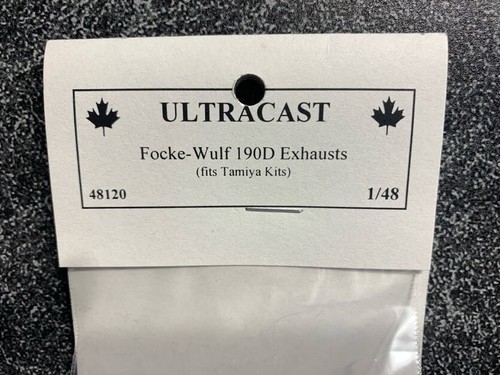 ULTRACAST
Focke-Wulf 190D Exhausts
(fits Tamiya Kits)
48120
1/48